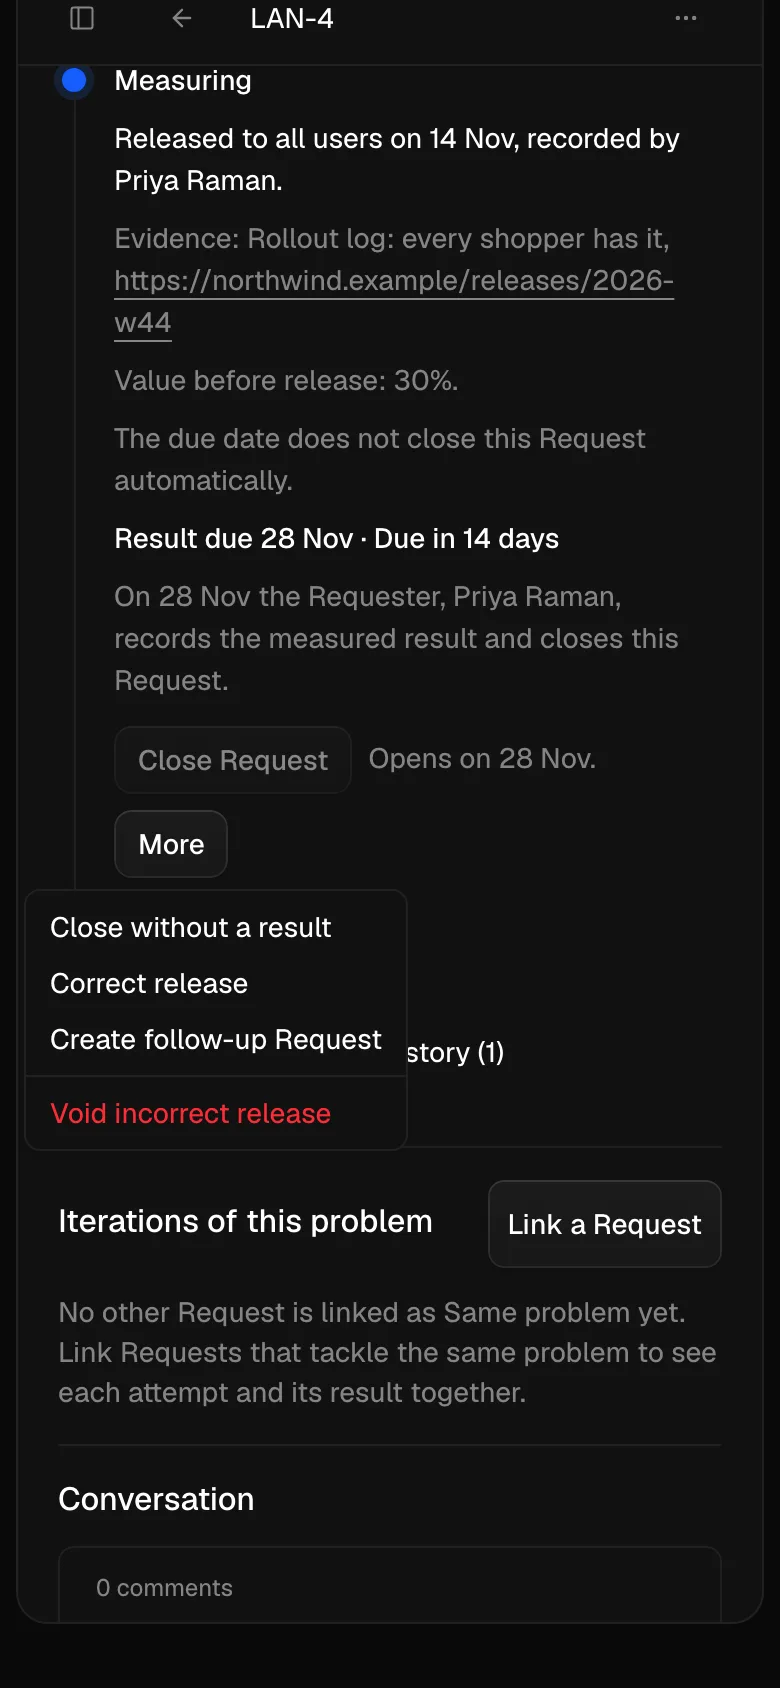 LAN-4
Measuring
Released to all users on 14 Nov, recorded by
Priya Raman.
Evidence: Rollout log: every shopper has it,
https://northwind.example/releases/2026-
w44
Value before release: 30%.
The due date does not close this Request
automatically.
Result due 28 Nov · Due in 14 days
On 28 Nov the Requester, Priya Raman,
records the measured result and closes this
Request.
Close Request
Opens on 28 Nov.
More
Close without a result
Correct release
Create follow-up Request
story (1)
Void incorrect release
Iterations of this problem
Link a Request
No other Request is linked as Same problem yet.
Link Requests that tackle the same problem to see
each attempt and its result together.
Conversation
0 comments